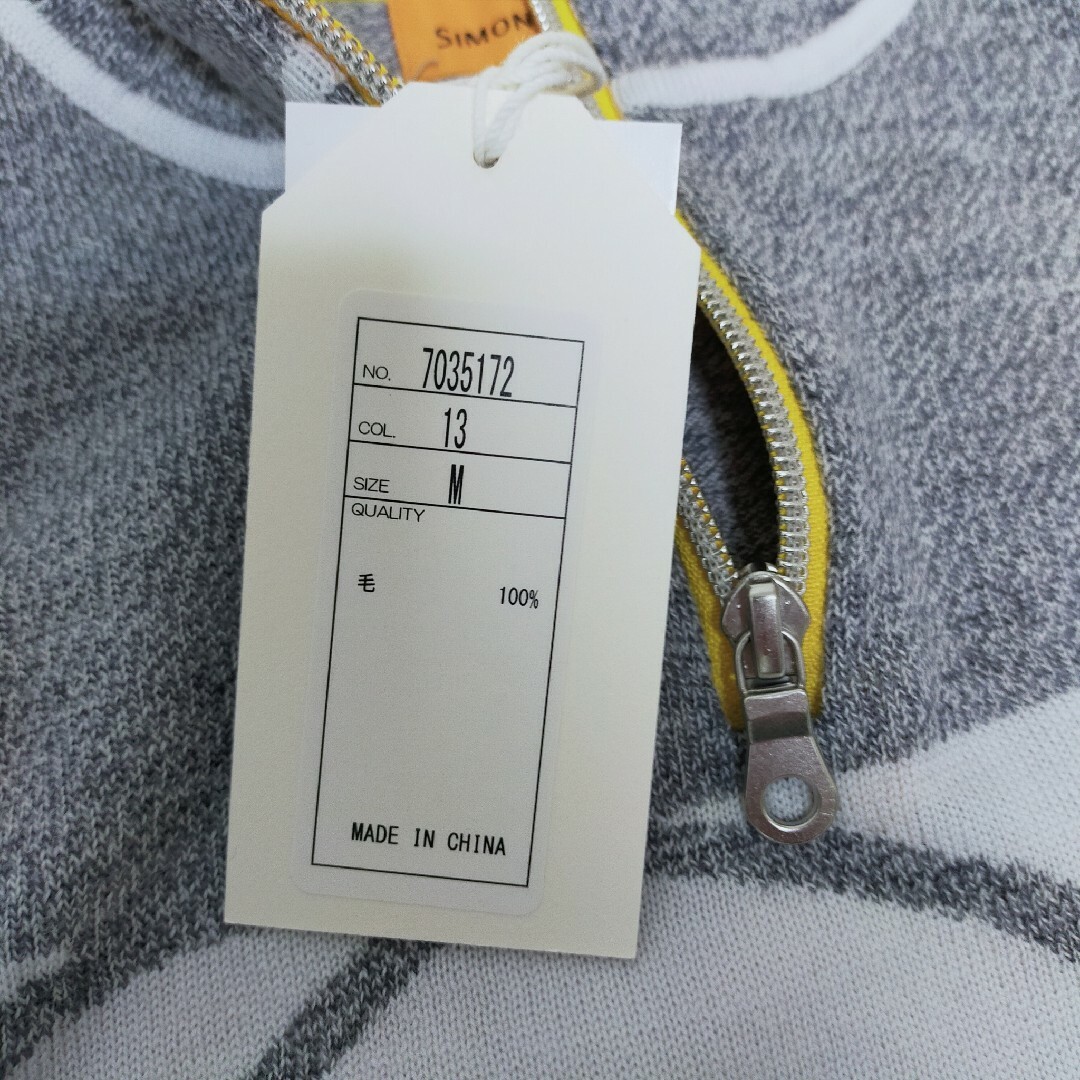 SIMON
NO. 7035172
COL. 13
SIZE M
QUALITY
毛 100%
MADE IN CHINA